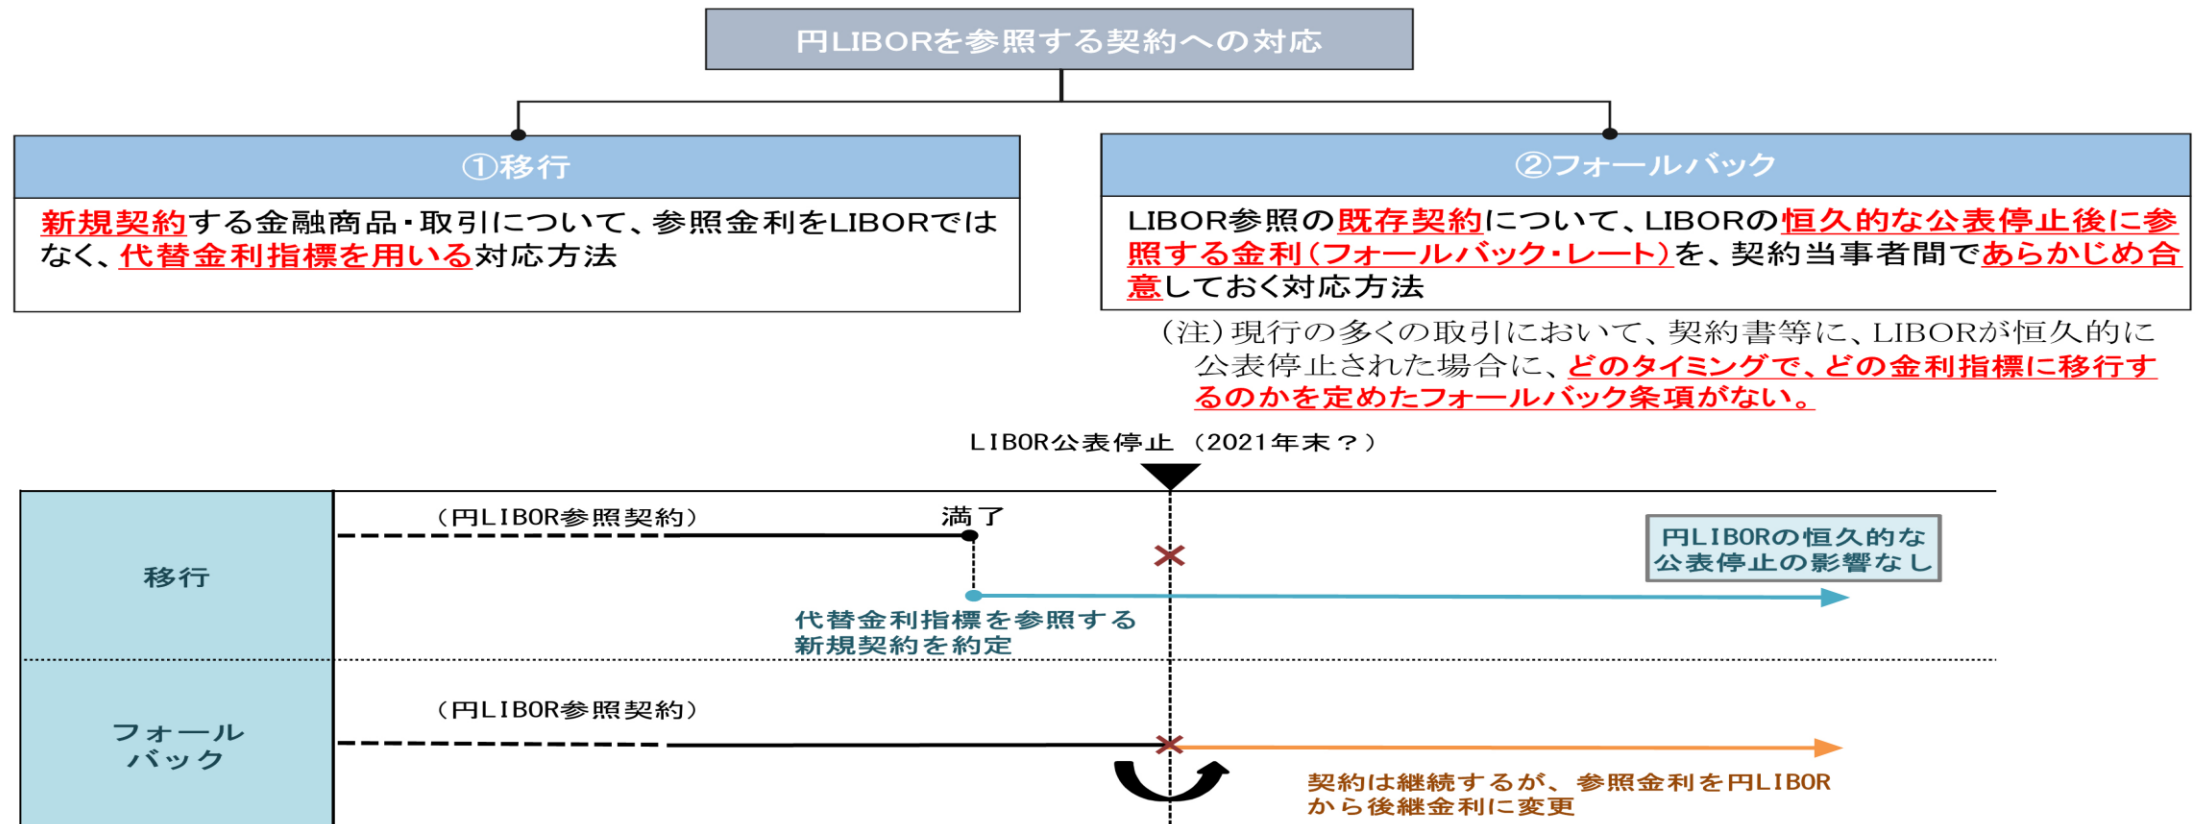 円LIBORを参照する契約への対応
①移行
新規契約する金融商品・取引について、参照金利をLIBORでは
なく、代替金利指標を用いる対応方法
②フォールバック
LIBOR参照の既存契約について、LIBORの恒久的な公表停止後に参
照する金利（フォールバック・レート）を、契約当事者間であらかじめ合
意しておく対応方法
（注）現行の多くの取引において、契約書等に、LIBORが恒久的に
公表停止された場合に、どのタイミングで、どの金利指標に移行す
るのかを定めたフォールバック条項がない。
LIBOR公表停止（2021年末？）
移行
（円LIBOR参照契約）
満了
円LIBORの恒久的な
公表停止の影響なし
代替金利指標を参照する
新規契約を約定
フォール
バック
（円LIBOR参照契約）
契約は継続するが、参照金利を円LIBOR
から後継金利に変更